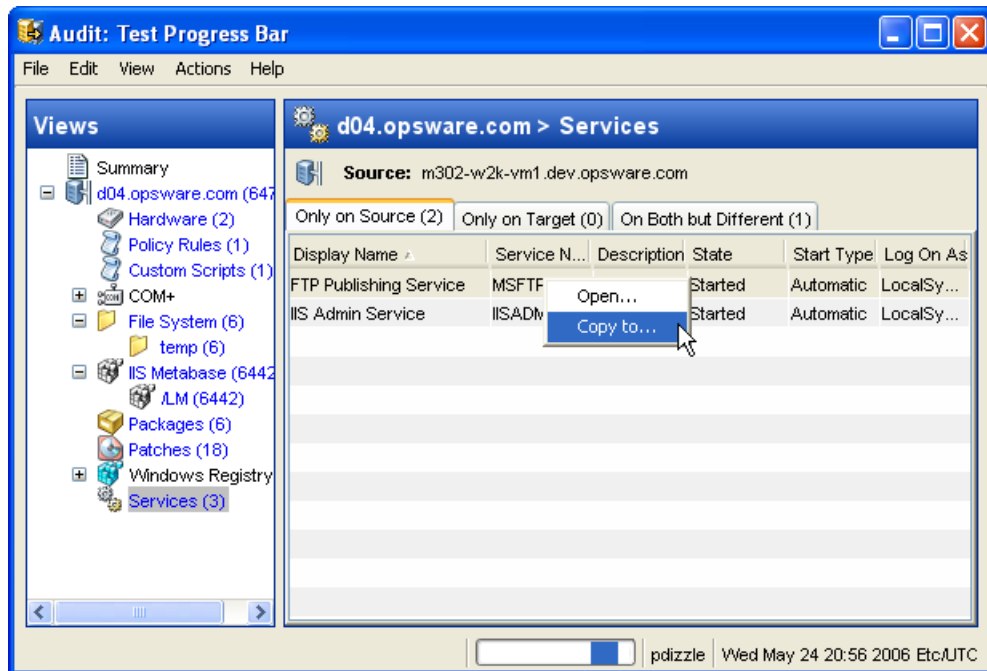 Audit: Test Progress Bar
File Edit View Actions Help
Views
Summary
d04.opsware.com (647
Hardware (2)
Policy Rules (1)
Custom Scripts (1)
COM+
File System (6)
temp (6)
IIS Metabase (6442
/LM (6442)
Packages (6)
Patches (18)
Windows Registry
Services (3)
d04.opsware.com > Services
Source: m302-w2k-vm1.dev.opsware.com
Only on Source (2) Only on Target (0) On Both but Different (1)
Display Name Service N... Description State Start Type Log On As
FTP Publishing Service MSFTP Started Automatic LocalSy...
IIS Admin Service IISADM Started Automatic LocalSy...
Open...
Copy to...
pdizzle Wed May 24 20:56 2006 Etc/UTC